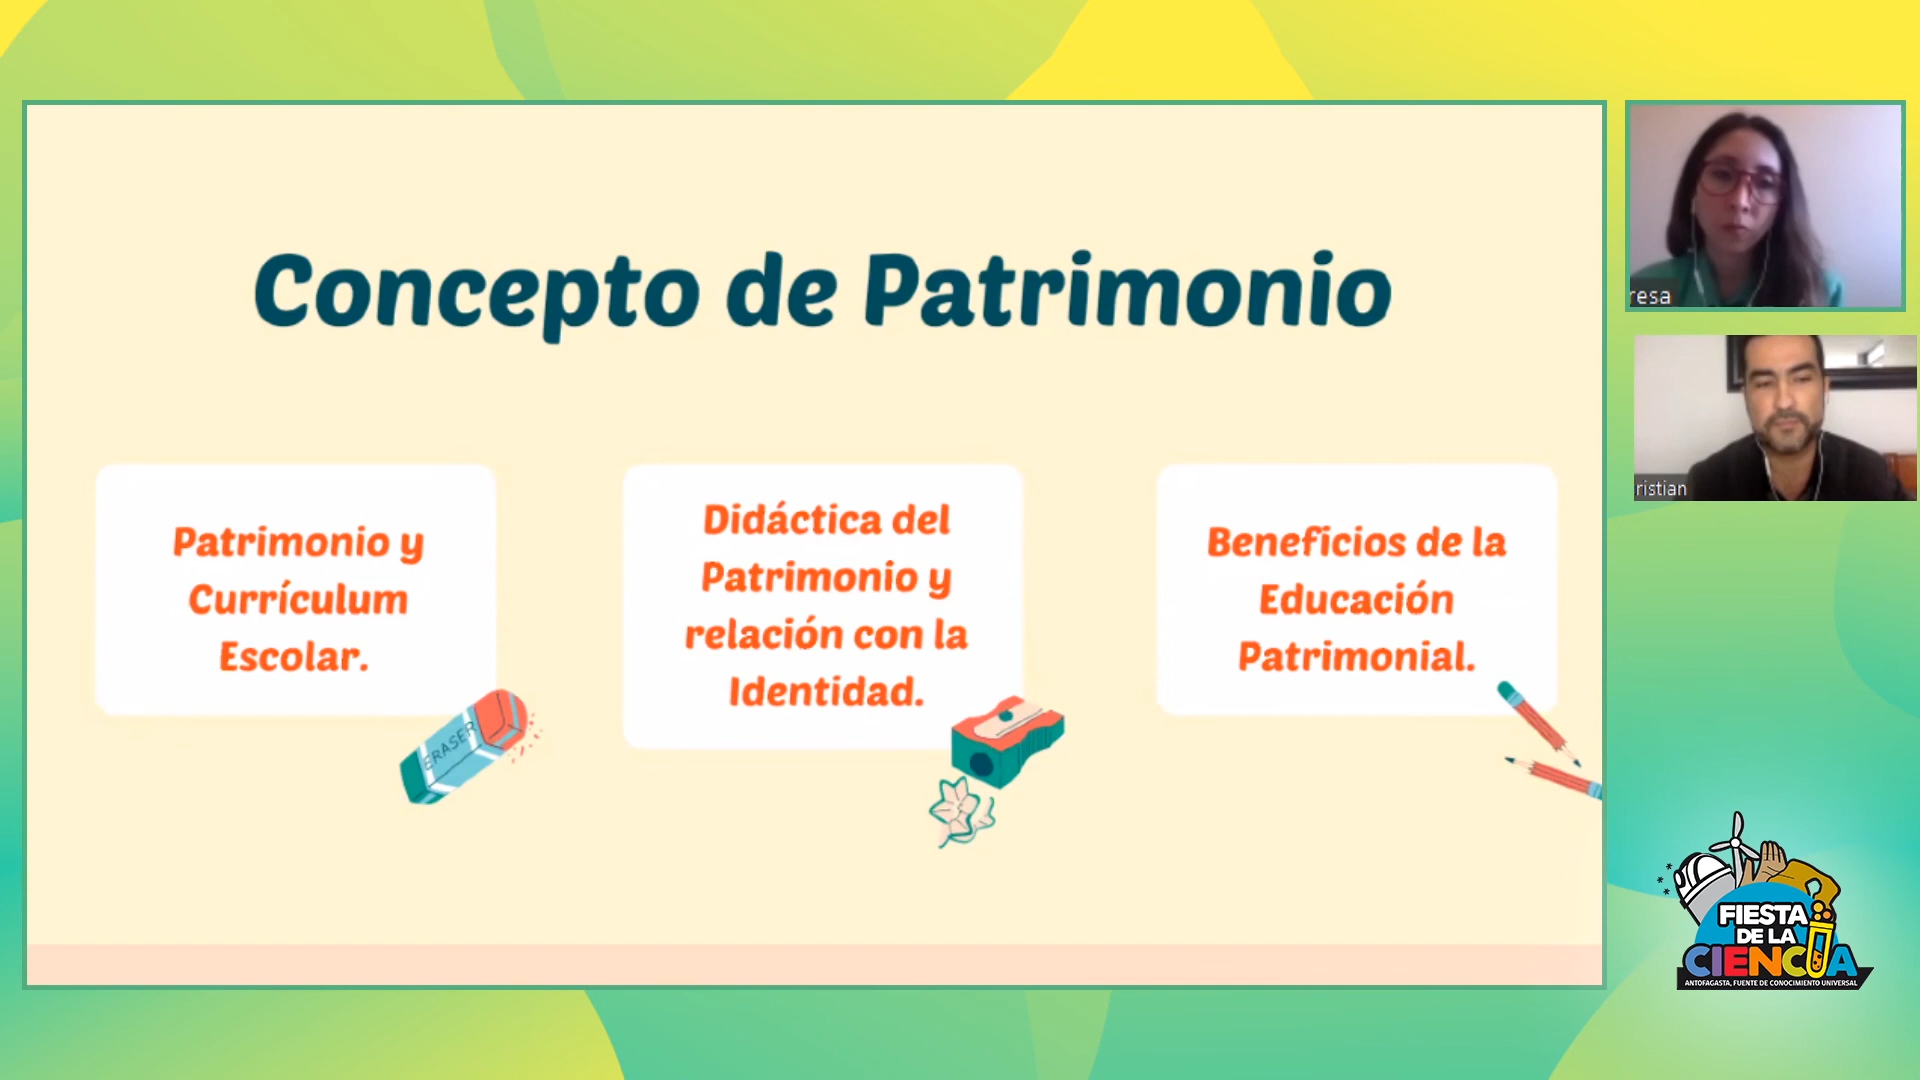 Concepto de Patrimonio
Patrimonio y
Currículum
Escolar.
Didáctica del
Patrimonio y
relación con la
Identidad.
Beneficios de la
Educación
Patrimonial.
ERASER
resa
ristian
FIESTA
DE LA
CIENCIA
ANTOFAGASTA, FUENTE DE CONOCIMIENTO UNIVERSAL